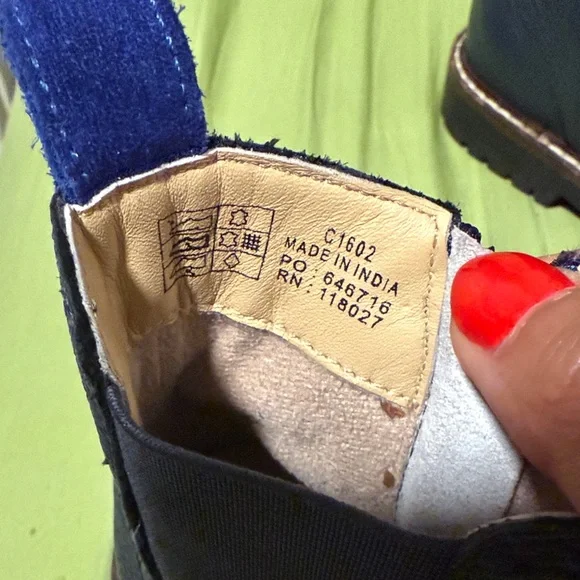 C1602
MADE IN INDIA
PO : 646716
RN : 118027